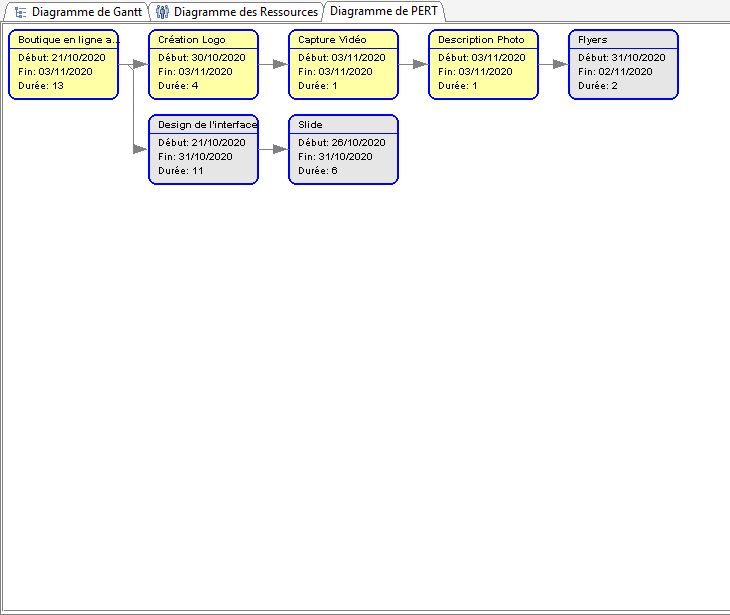 Diagramme de Gantt Diagramme des Ressources Diagramme de PERT
Boutique en ligne a...
Début: 21/10/2020
Fin: 03/11/2020
Durée: 13
Création Logo
Début: 30/10/2020
Fin: 03/11/2020
Durée: 4
Capture Vidéo
Début: 03/11/2020
Fin: 03/11/2020
Durée: 1
Description Photo
Début: 03/11/2020
Fin: 03/11/2020
Durée: 1
Flyers
Début: 31/10/2020
Fin: 02/11/2020
Durée: 2
Design de l'interface
Début: 21/10/2020
Fin: 31/10/2020
Durée: 11
Slide
Début: 26/10/2020
Fin: 31/10/2020
Durée: 6